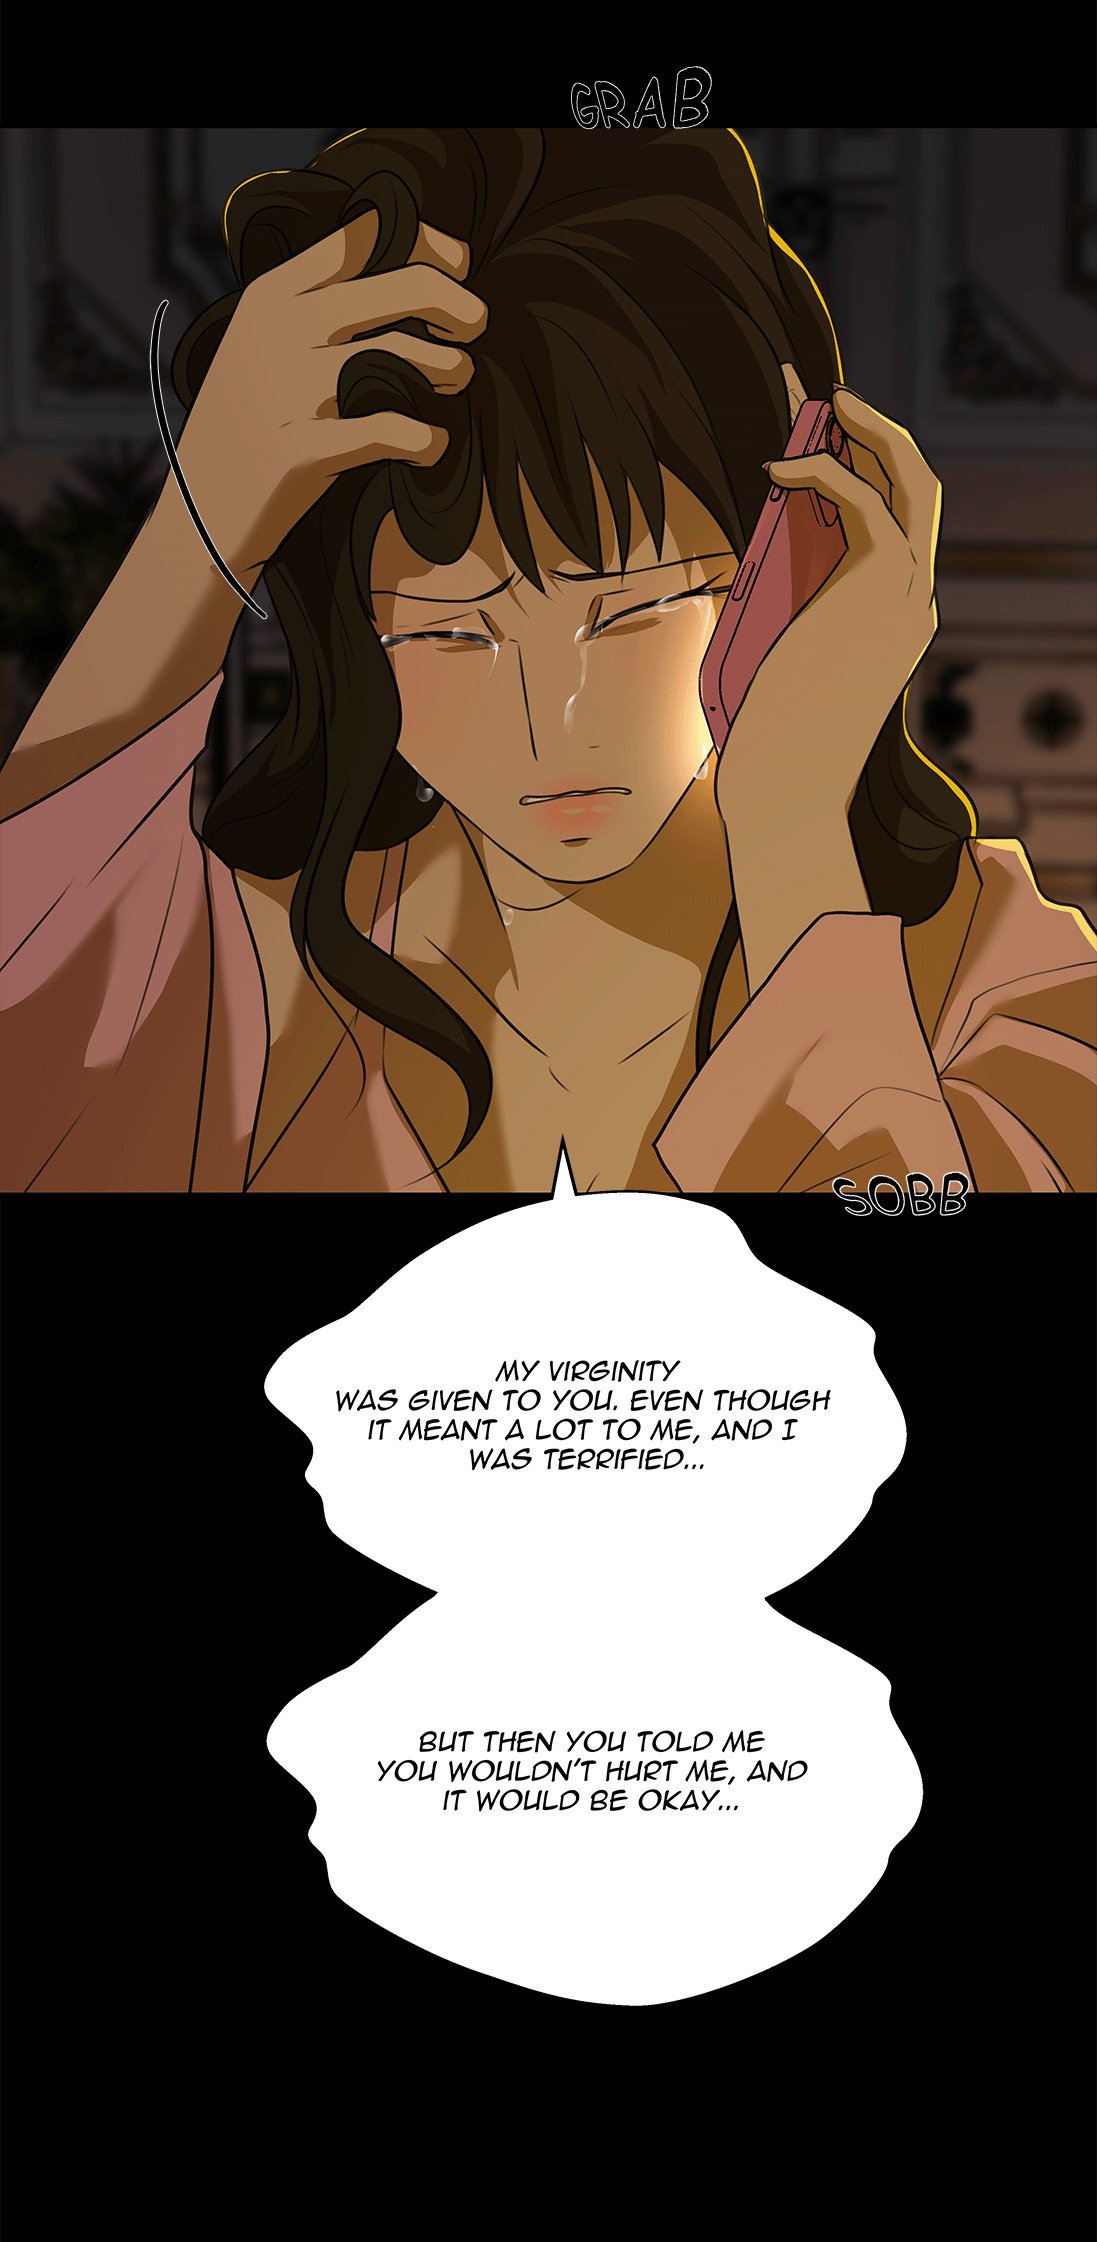 GRAB
SOBB
MY VIRGINITY
WAS GIVEN TO YOU. EVEN THOUGH
IT MEANT A LOT TO ME, AND I
WAS TERRIFIED...
BUT THEN YOU TOLD ME
YOU WOULDN'T HURT ME, AND
IT WOULD BE OKAY...